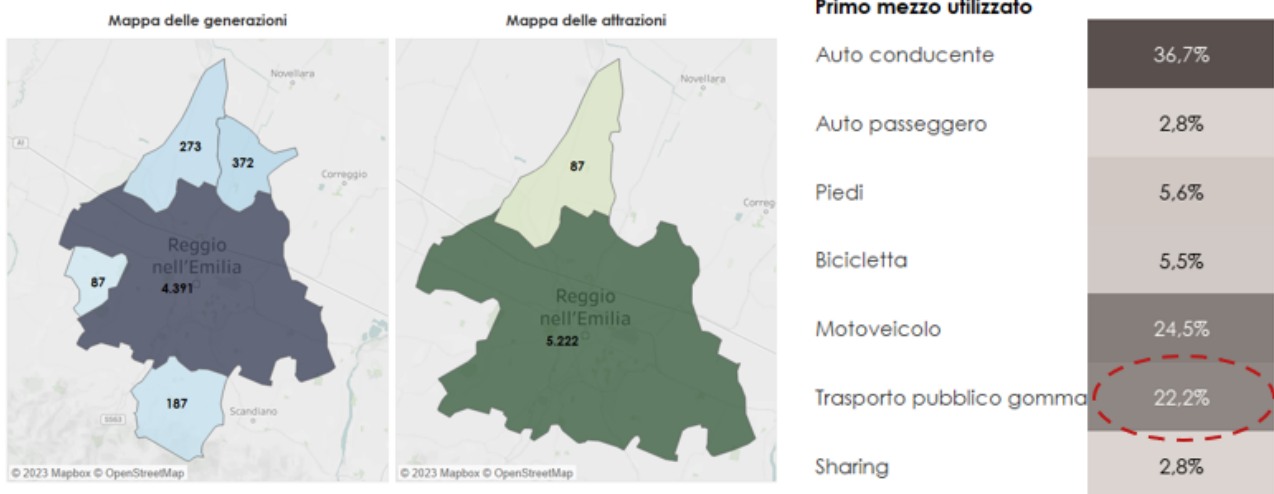 Mappa delle generazioni
Novellara
A1
273
372
Correggio
Reggio
nell'Emilia
87
4.391
187
Scandiano
SS63
© 2023 Mapbox © OpenStreetMap
Mappa delle attrazioni
Novellara
87
Correg
Reggio
nell'Emilia
5.222
© 2023 Mapbox © OpenStreetMap
Primo mezzo utilizzato
Auto conducente 36,7%
Auto passeggero 2,8%
Piedi 5,6%
Bicicletta 5,5%
Motoveicolo 24,5%
Trasporto pubblico gomma 22,2%
Sharing 2,8%